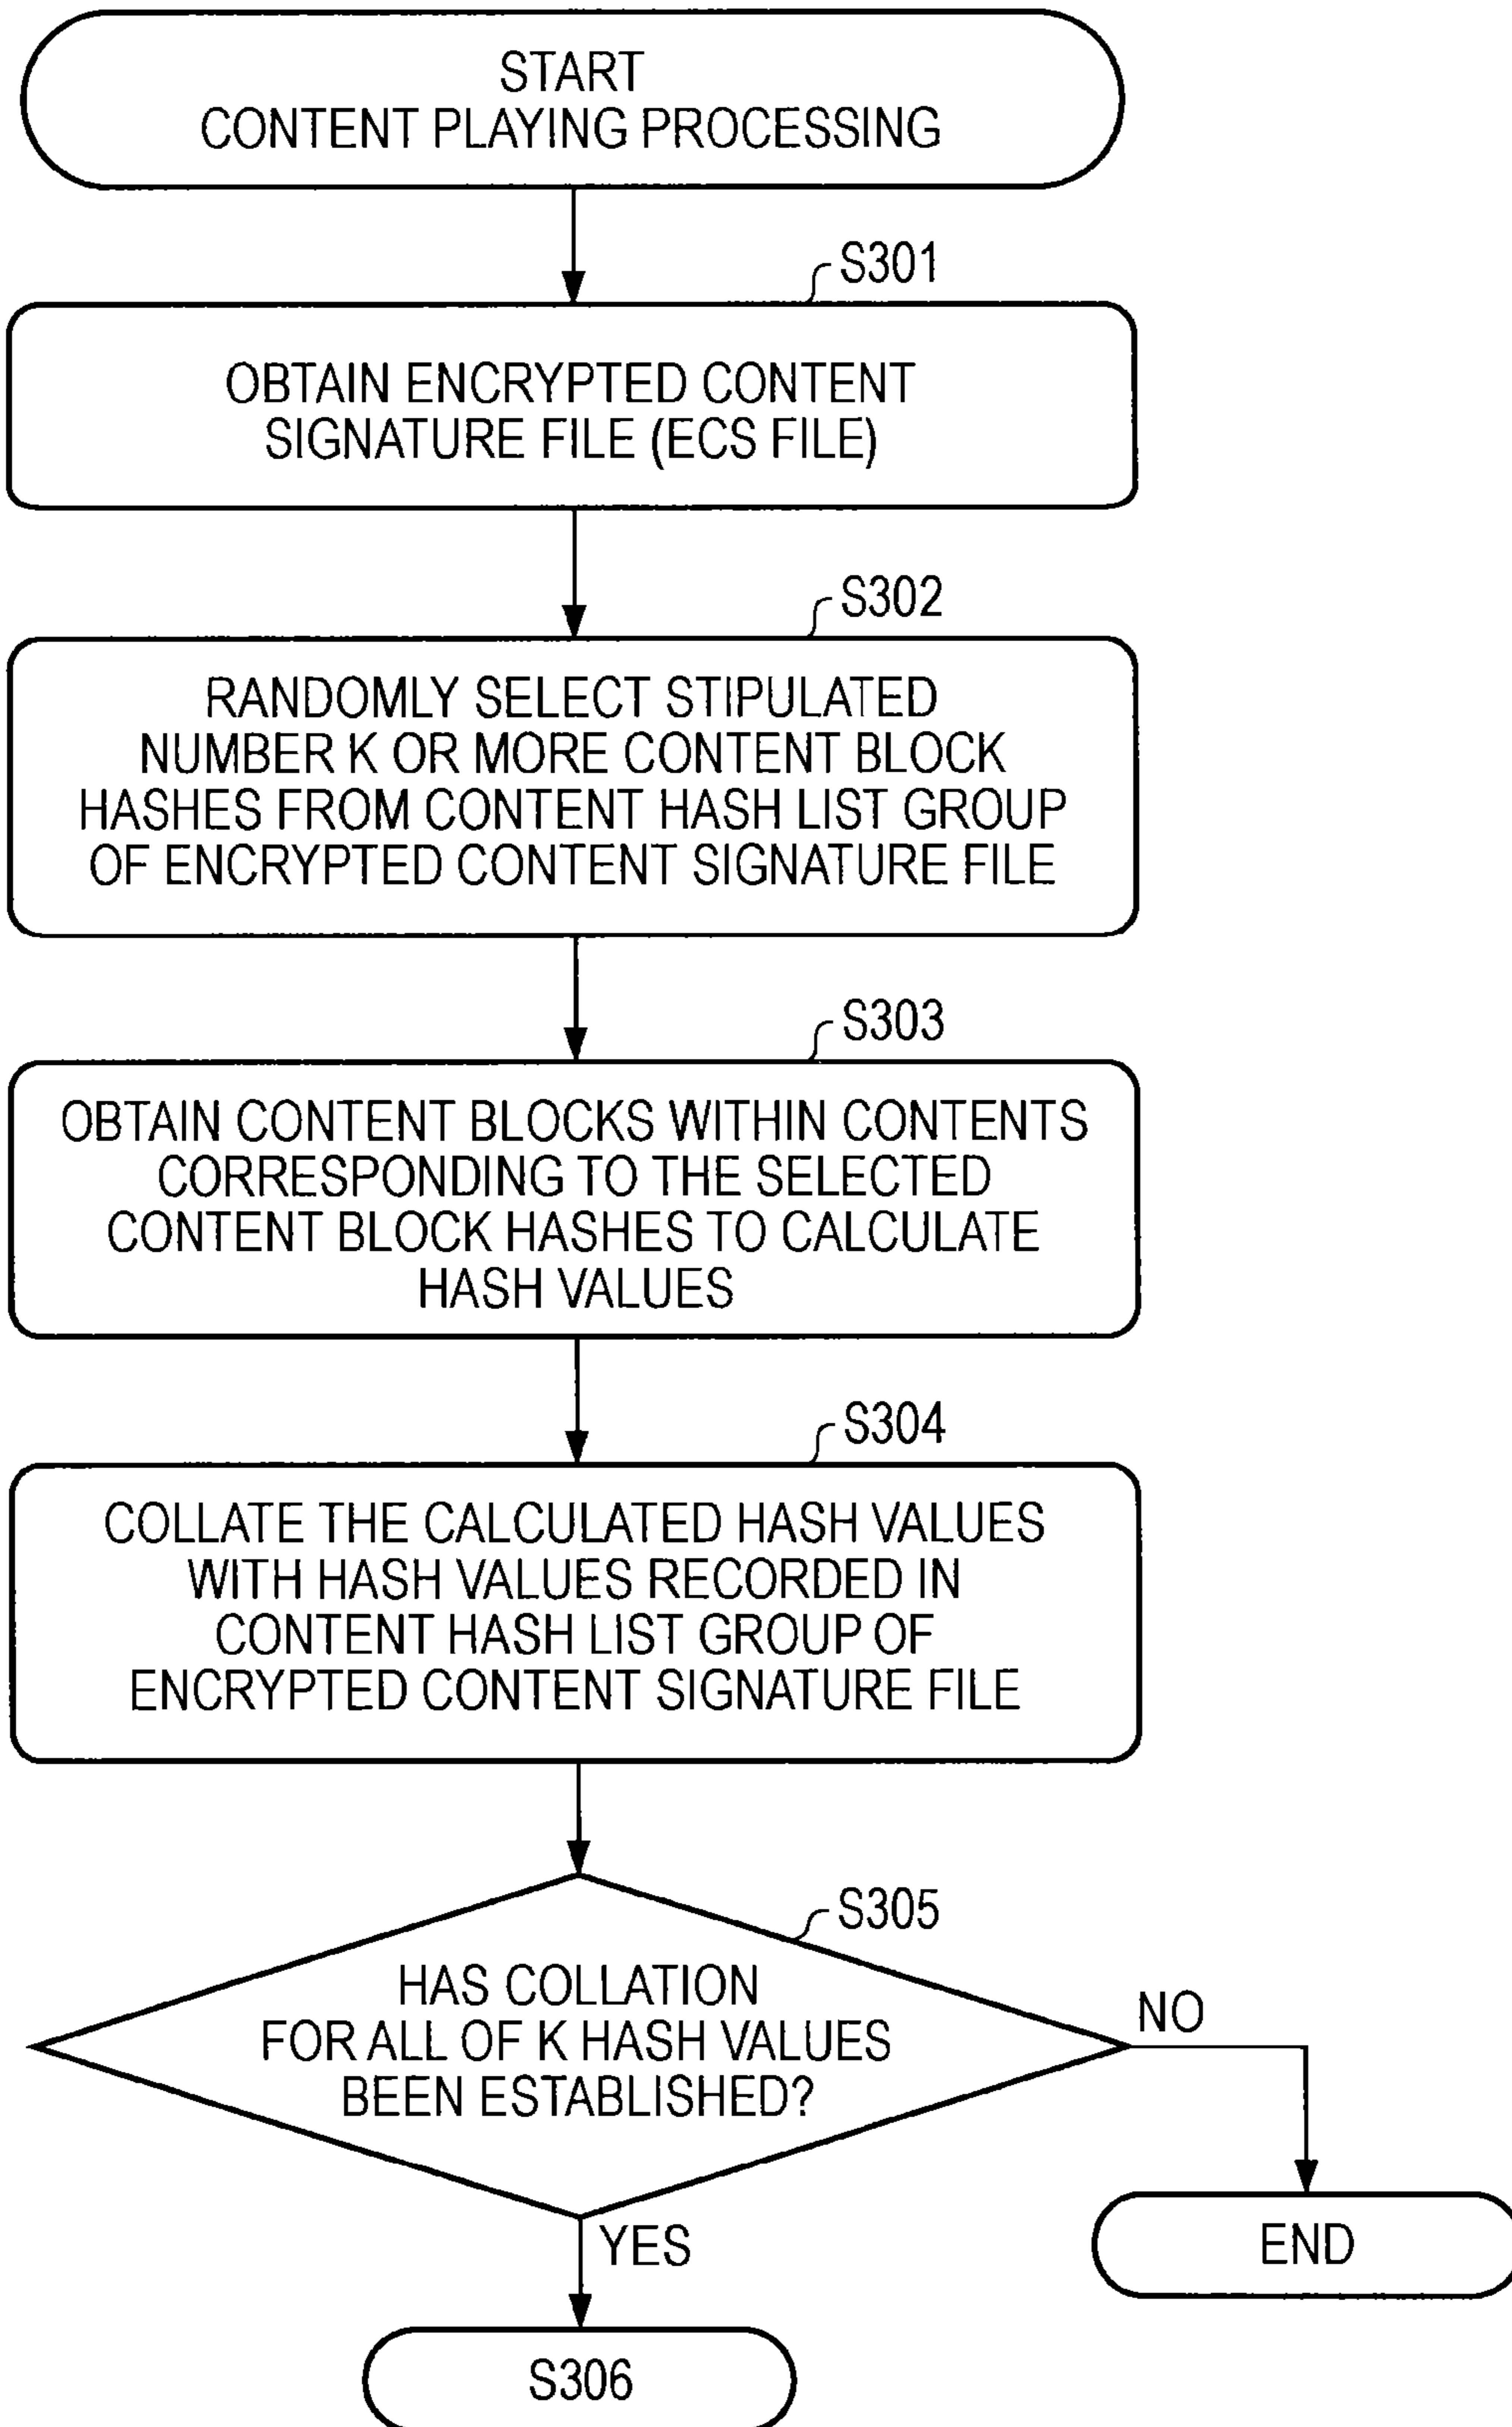 START
CONTENT PLAYING PROCESSING
S301
OBTAIN ENCRYPTED CONTENT
SIGNATURE FILE (ECS FILE)
S302
RANDOMLY SELECT STIPULATED
NUMBER K OR MORE CONTENT BLOCK
HASHES FROM CONTENT HASH LIST GROUP
OF ENCRYPTED CONTENT SIGNATURE FILE
S303
OBTAIN CONTENT BLOCKS WITHIN CONTENTS
CORRESPONDING TO THE SELECTED
CONTENT BLOCK HASHES TO CALCULATE
HASH VALUES
S304
COLLATE THE CALCULATED HASH VALUES
WITH HASH VALUES RECORDED IN
CONTENT HASH LIST GROUP OF
ENCRYPTED CONTENT SIGNATURE FILE
S305
HAS COLLATION
FOR ALL OF K HASH VALUES
BEEN ESTABLISHED?
NO
YES
END
S306